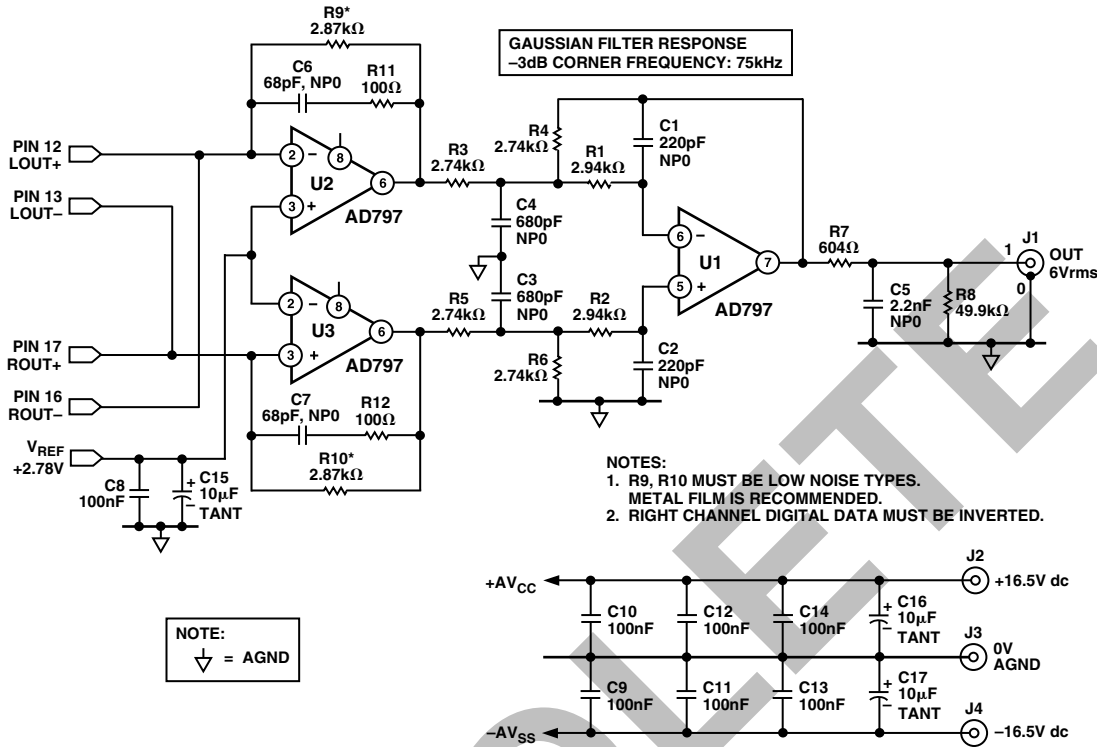 R9*
2.87kΩ
C6
68pF, NP0
R11
100Ω
GAUSSIAN FILTER RESPONSE
–3dB CORNER FREQUENCY: 75kHz
PIN 12
LOUT+
PIN 13
LOUT–
2
–
8
U2
6
3
+
AD797
R3
2.74kΩ
R4
2.74kΩ
R1
2.94kΩ
C1
220pF
NP0
C4
680pF
NP0
C3
680pF
NP0
6
–
U1
7
5
+
AD797
R7
604Ω
1
J1
OUT
6Vrms
0
C5
2.2nF
NP0
R8
49.9kΩ
2
–
8
U3
6
3
+
AD797
R5
2.74kΩ
R2
2.94kΩ
R6
2.74kΩ
C2
220pF
NP0
PIN 17
ROUT+
PIN 16
ROUT–
C7
68pF, NP0
R12
100Ω
R10*
2.87kΩ
VREF
+2.78V
C8
100nF
+
C15
10μF
–
TANT
NOTES:
1. R9, R10 MUST BE LOW NOISE TYPES.
METAL FILM IS RECOMMENDED.
2. RIGHT CHANNEL DIGITAL DATA MUST BE INVERTED.
NOTE:
= AGND
+AVCC
J2
+16.5V dc
C10
100nF
C12
100nF
C14
100nF
+
C16
10μF
–
TANT
J3
0V
AGND
C9
100nF
C11
100nF
C13
100nF
+
C17
10μF
–
TANT
–AVSS
J4
–16.5V dc
OLETE